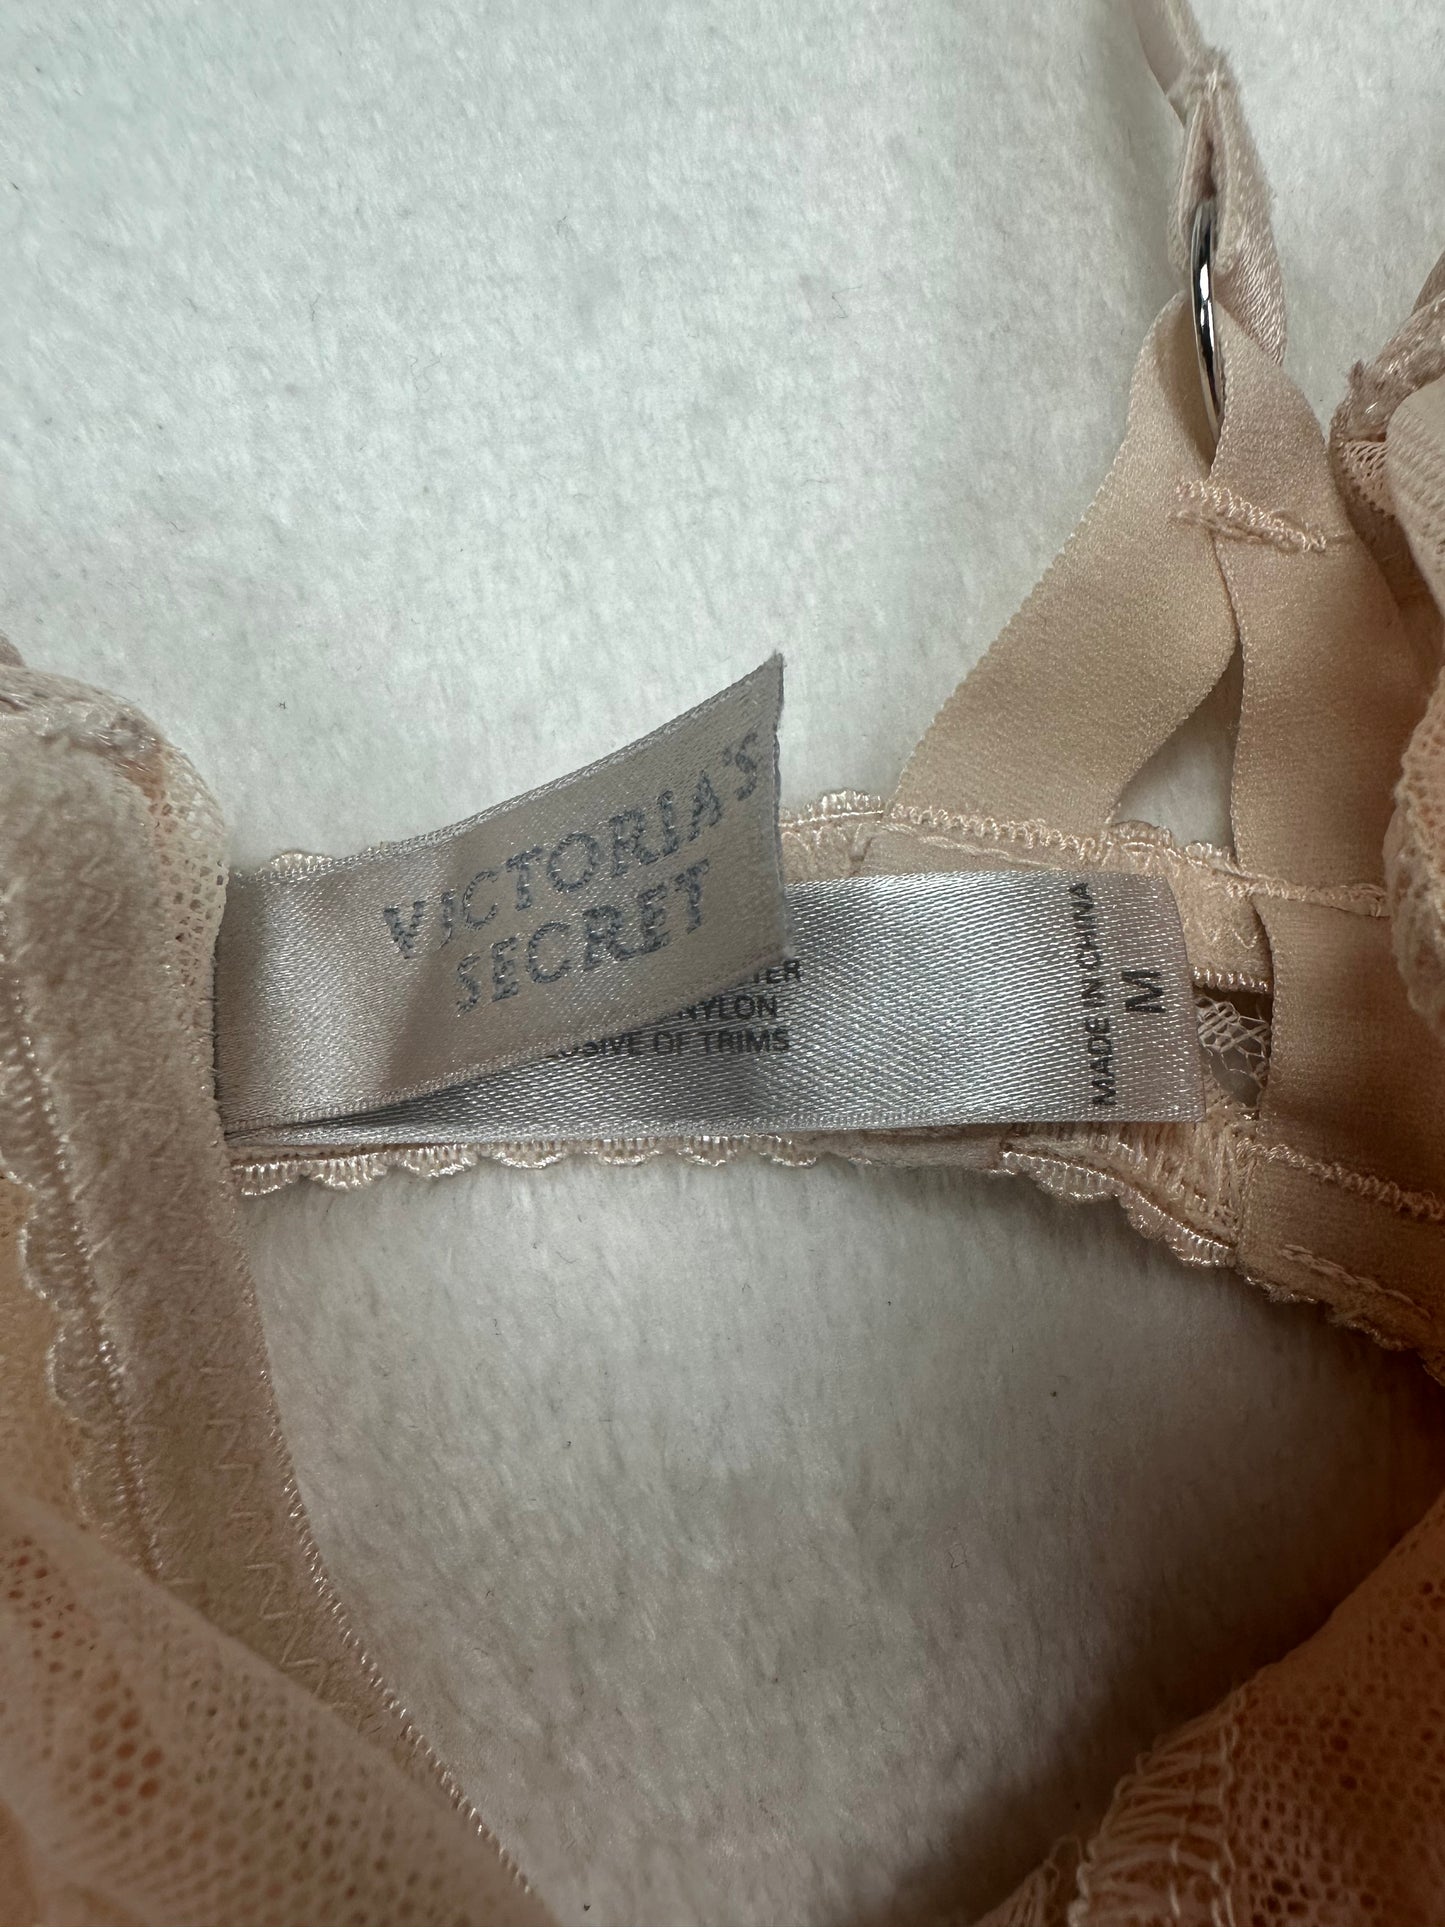 VICTORIA'S
SECRET
NYLON
OF TRIMS
MADE IN CHINA
M